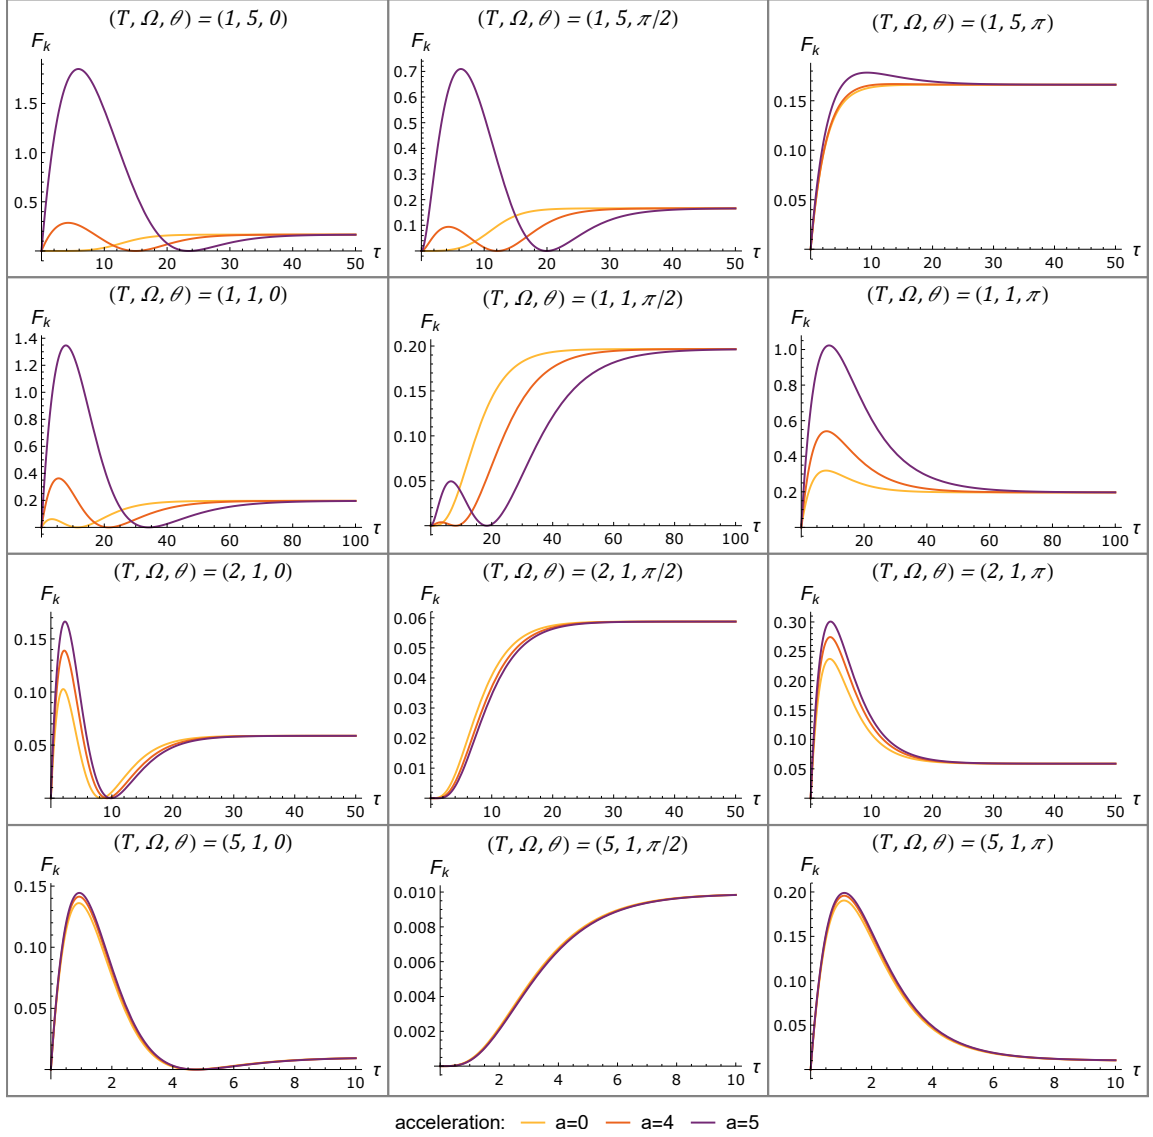 (T, Ω, θ) = (1, 5, 0)
F_k
1.5
1.0
0.5
10 20 30 40 50 τ
(T, Ω, θ) = (1, 5, π/2)
F_k
0.7
0.6
0.5
0.4
0.3
0.2
0.1
10 20 30 40 50 τ
(T, Ω, θ) = (1, 5, π)
F_k
0.15
0.10
0.05
10 20 30 40 50 τ
(T, Ω, θ) = (1, 1, 0)
F_k
1.4
1.2
1.0
0.8
0.6
0.4
0.2
20 40 60 80 100 τ
(T, Ω, θ) = (1, 1, π/2)
F_k
0.20
0.15
0.10
0.05
20 40 60 80 100 τ
(T, Ω, θ) = (1, 1, π)
F_k
1.0
0.8
0.6
0.4
0.2
20 40 60 80 100 τ
(T, Ω, θ) = (2, 1, 0)
F_k
0.15
0.10
0.05
10 20 30 40 50 τ
(T, Ω, θ) = (2, 1, π/2)
F_k
0.06
0.05
0.04
0.03
0.02
0.01
10 20 30 40 50 τ
(T, Ω, θ) = (2, 1, π)
F_k
0.30
0.25
0.20
0.15
0.10
0.05
10 20 30 40 50 τ
(T, Ω, θ) = (5, 1, 0)
F_k
0.15
0.10
0.05
2 4 6 8 10 τ
(T, Ω, θ) = (5, 1, π/2)
F_k
0.010
0.008
0.006
0.004
0.002
2 4 6 8 10 τ
(T, Ω, θ) = (5, 1, π)
F_k
0.20
0.15
0.10
0.05
2 4 6 8 10 τ
acceleration: a=0 a=4 a=5